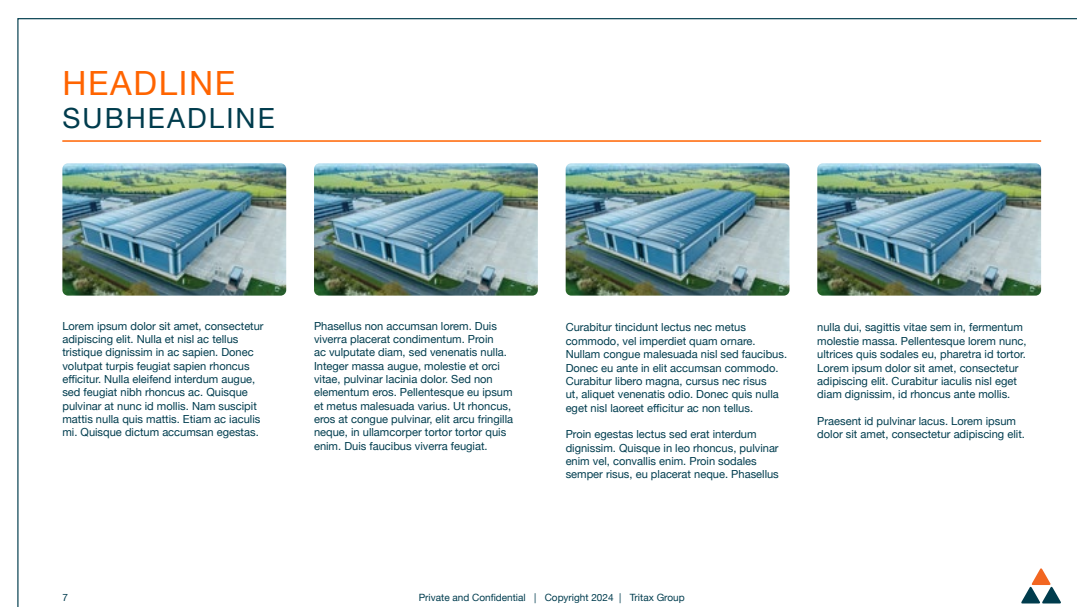 HEADLINE
SUBHEADLINE
Lorem ipsum dolor sit amet, consectetur
adipiscing elit. Nulla et nisl ac tellus
tristique dignissim in ac sapien. Donec
volutpat turpis feugiat sapien rhoncus
efficitur. Nulla eleifend interdum augue,
sed feugiat nibh rhoncus ac. Quisque
pulvinar at nunc id mollis. Nam suscipit
mattis nulla quis mattis. Etiam ac iaculis
mi. Quisque dictum accumsan egestas.
Phasellus non accumsan lorem. Duis
viverra placerat condimentum. Proin
ac vulputate diam, sed venenatis nulla.
Integer massa augue, molestie et orci
vitae, pulvinar lacinia dolor. Sed non
elementum eros. Pellentesque eu ipsum
et metus malesuada varius. Ut rhoncus,
eros at congue pulvinar, elit arcu fringilla
neque, in ullamcorper tortor tortor quis
enim. Duis faucibus viverra feugiat.
Curabitur tincidunt lectus nec metus
commodo, vel imperdiet quam ornare.
Nullam congue malesuada nisl sed faucibus.
Donec eu ante in elit accumsan commodo.
Curabitur libero magna, cursus nec risus
ut, aliquet venenatis odio. Donec quis nulla
eget nisl laoreet efficitur ac non tellus.
Proin egestas lectus sed erat interdum
dignissim. Quisque in leo rhoncus, pulvinar
enim vel, convallis enim. Proin sodales
semper risus, eu placerat neque. Phasellus
nulla dui, sagittis vitae sem in, fermentum
molestie massa. Pellentesque lorem nunc,
ultrices quis sodales eu, pharetra id tortor.
Lorem ipsum dolor sit amet, consectetur
adipiscing elit. Curabitur iaculis nisl eget
diam dignissim, id rhoncus ante mollis.
Praesent id pulvinar lacus. Lorem ipsum
dolor sit amet, consectetur adipiscing elit.
7
Private and Confidential | Copyright 2024 | Tritax Group